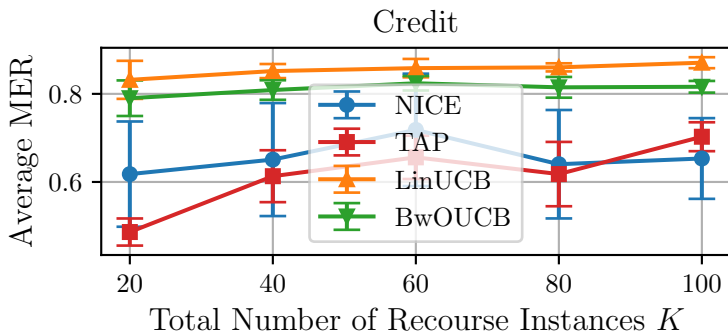 Credit
Average MER
0.8
0.6
NICE
TAP
LinUCB
BwOUCB
20
40
60
80
100
Total Number of Recourse Instances K